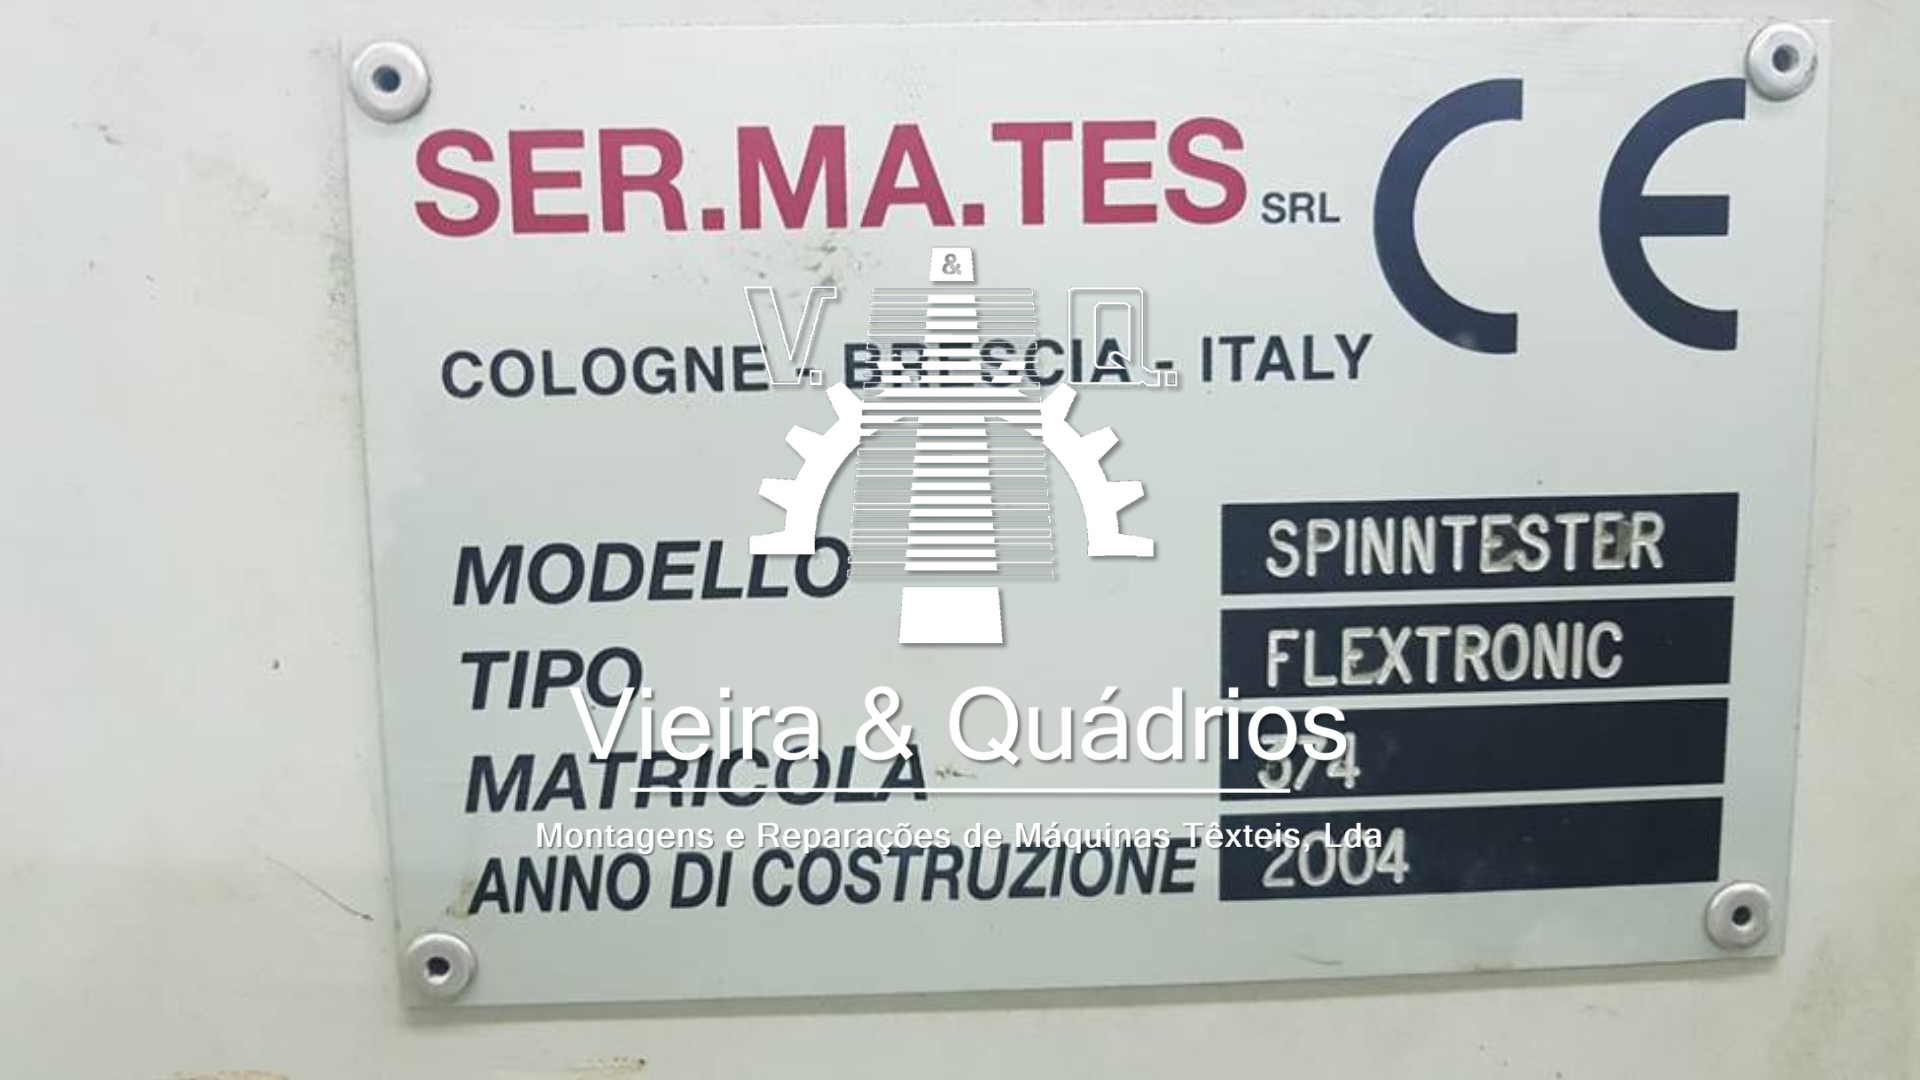 SER.MA.TES SRL CE
&
V. Q.
COLOGNE - BRESCIA - ITALY
MODELLO SPINNTESTER
TIPO FLEXTRONIC
Vieira & Quádrios
MATRICOLA 374
Montagens e Reparações de Máquinas Têxteis, Lda
ANNO DI COSTRUZIONE 2004